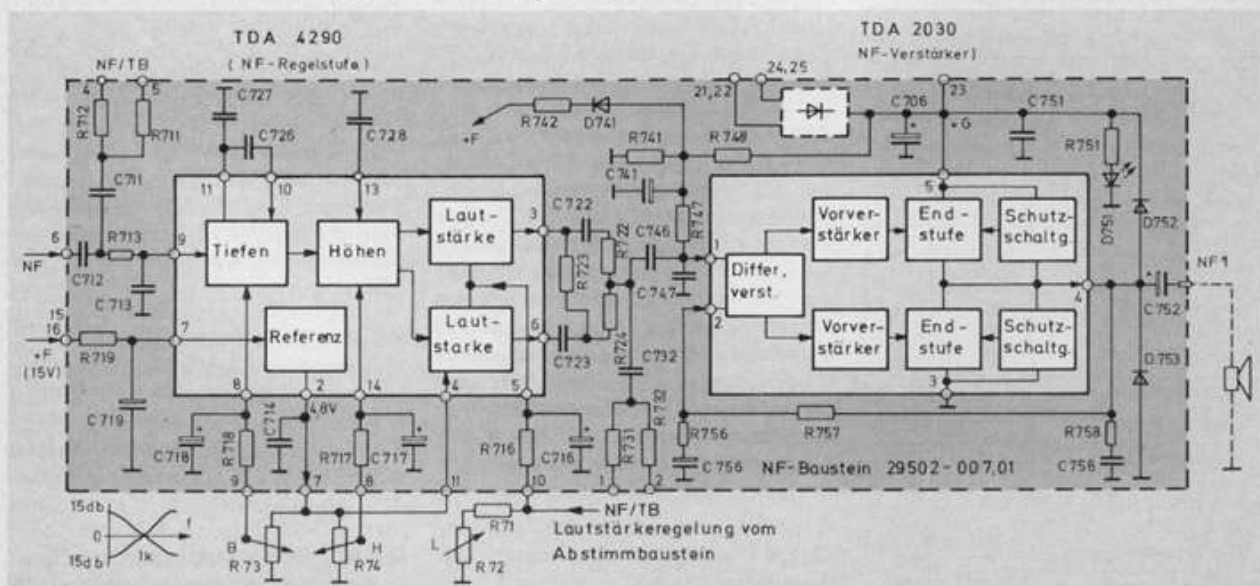 TDA 4290
( NF-Regelstufe)
TDA 2030
NF-Verstärker)
NF/TB
4
5
R712
R711
C711
C727
C726
C728
+F
R742
D741
R741
C741
R748
R747
21,22
24,25
C706
+
23
+G
C751
R751
D751
D752
11
10
13
Tiefen
Höhen
Laut-
stärke
Laut-
starke
Referenz
3
6
C722
R723
R722
C723
R724
C746
C747
C732
1
2
Differ,
verst.
Vorver-
stärker
End-
stufe
Schutz-
schaltg.
Vorver-
stärker
End-
stufe
Schutz-
schaltg.
5
4
3
NF1
+
C752
D753
6
NF
C712
R713
C713
9
15
16
+F
(15V)
R719
C719
7
8
2
4,8V
14
4
5
C718
+
R718
C714
R717
+
C717
R716
+
C716
R731
R732
R756
R757
R758
C756
C758
NF-Baustein 29502-007,01
9
7
8
11
10
1
2
15db
0
15db
1k
f
B
R73
H
R74
L
R71
R72
NF/TB
Lautstärkeregelung vom
Abstimmbaustein